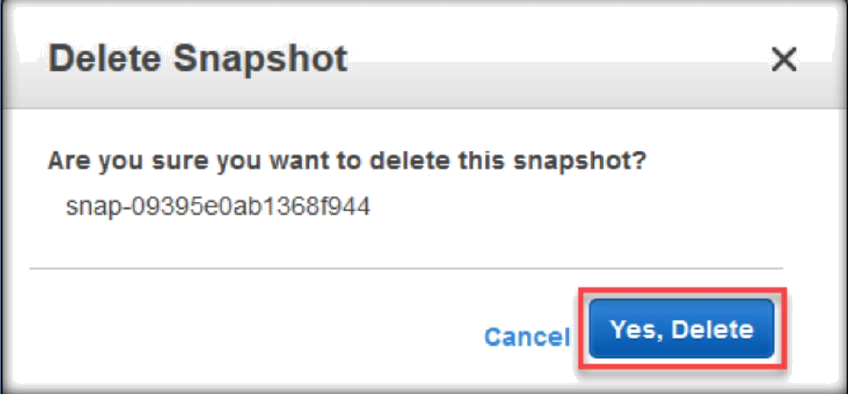 Delete Snapshot
Are you sure you want to delete this snapshot?
snap-09395e0ab1368f944
Cancel
Yes, Delete